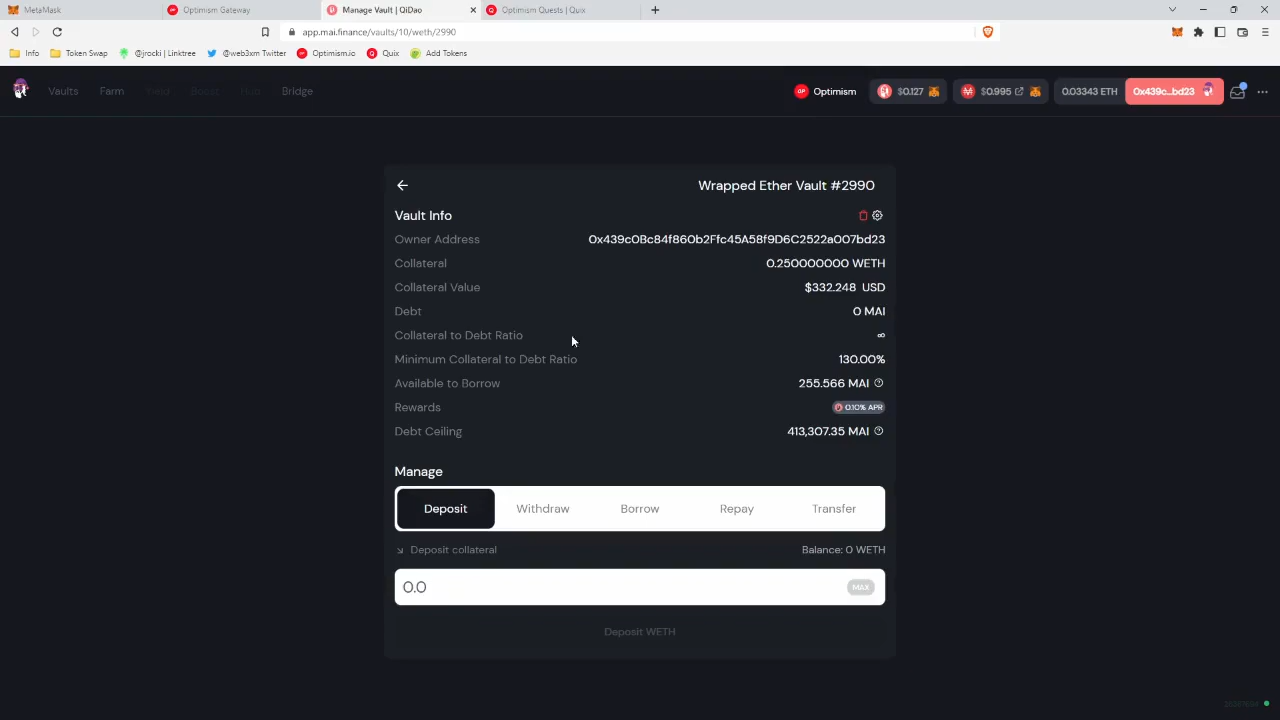 MetaMask
Optimism Gateway
Manage Vault | QiDao
Optimism Quests | Quix
app.mai.finance/vaults/10/weth/2990
Info
Token Swap
@jrocki | Linktree
@web3xm Twitter
Optimism.io
Quix
Add Tokens
Vaults
Farm
Yield
Boost
Hub
Bridge
OP
Optimism
$0.127
$0.995
0.03343 ETH
0x439c...bd23
Wrapped Ether Vault #2990
Vault Info
Owner Address
0x439c0Bc84f860b2Ffc45A58f9D6C2522a007bd23
Collateral
0.250000000 WETH
Collateral Value
$332.248 USD
Debt
0 MAI
Collateral to Debt Ratio
∞
Minimum Collateral to Debt Ratio
130.00%
Available to Borrow
255.566 MAI
Rewards
0.10% APR
Debt Ceiling
413,307.35 MAI
Manage
Deposit
Withdraw
Borrow
Repay
Transfer
Deposit collateral
Balance: 0 WETH
0.0
MAX
Deposit WETH